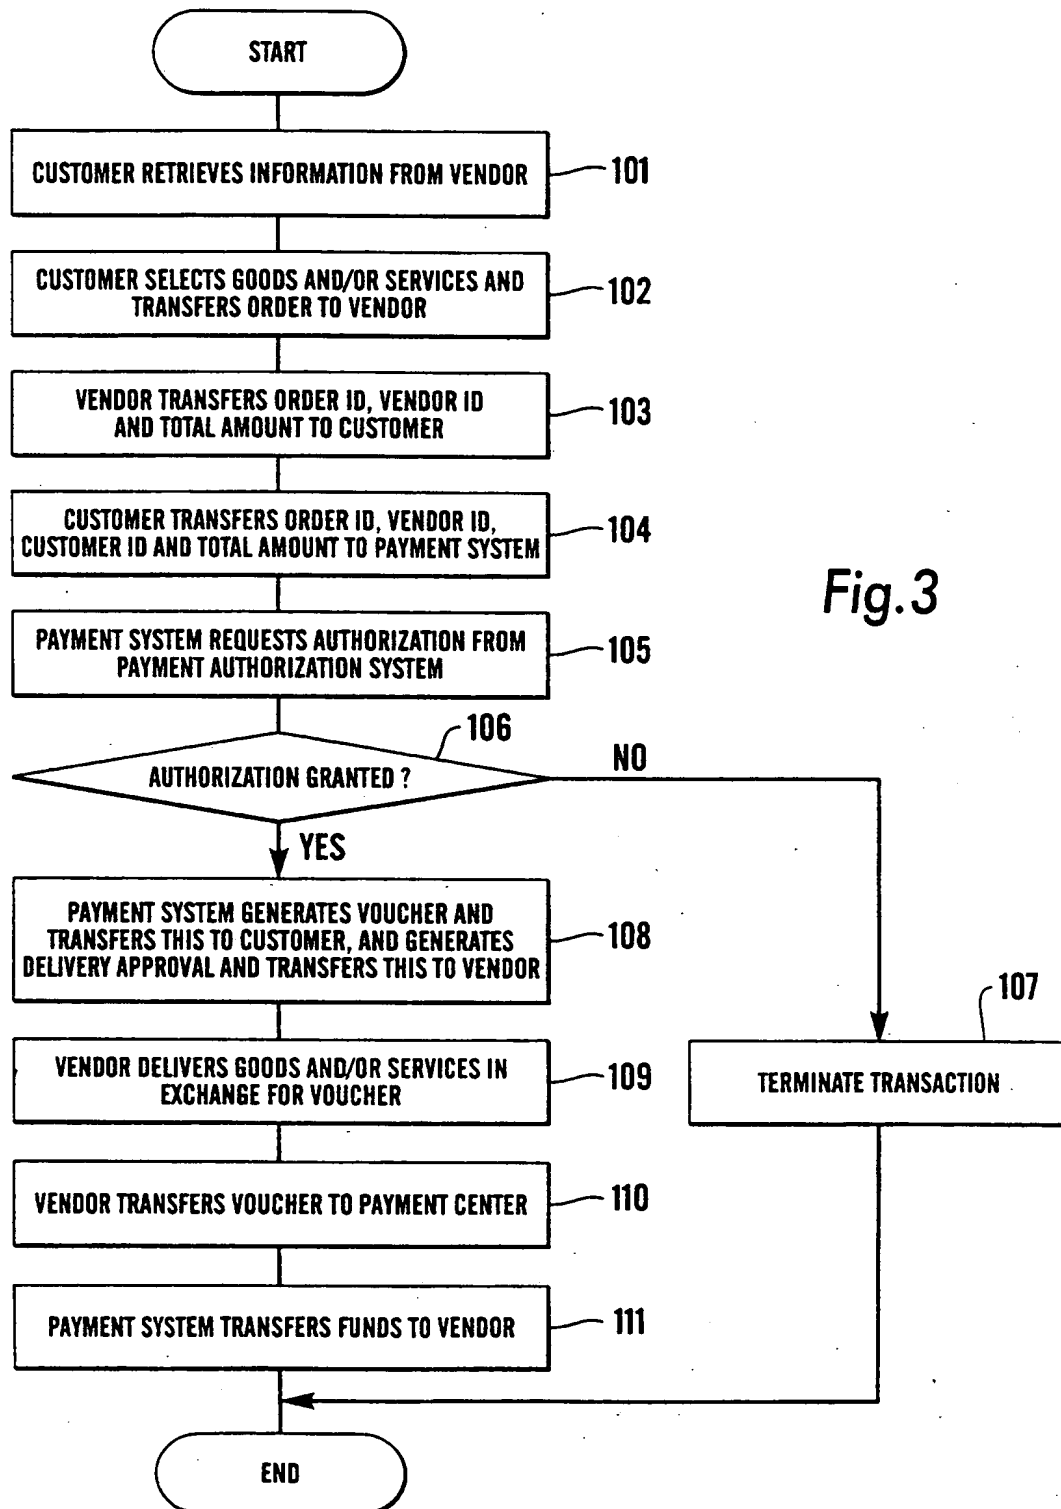 START
CUSTOMER RETRIEVES INFORMATION FROM VENDOR
101
CUSTOMER SELECTS GOODS AND/OR SERVICES AND
TRANSFERS ORDER TO VENDOR
102
VENDOR TRANSFERS ORDER ID, VENDOR ID
AND TOTAL AMOUNT TO CUSTOMER
103
CUSTOMER TRANSFERS ORDER ID, VENDOR ID,
CUSTOMER ID AND TOTAL AMOUNT TO PAYMENT SYSTEM
104
Fig.3
PAYMENT SYSTEM REQUESTS AUTHORIZATION FROM
PAYMENT AUTHORIZATION SYSTEM
105
106
AUTHORIZATION GRANTED ?
NO
YES
PAYMENT SYSTEM GENERATES VOUCHER AND
TRANSFERS THIS TO CUSTOMER, AND GENERATES
DELIVERY APPROVAL AND TRANSFERS THIS TO VENDOR
108
107
TERMINATE TRANSACTION
VENDOR DELIVERS GOODS AND/OR SERVICES IN
EXCHANGE FOR VOUCHER
109
VENDOR TRANSFERS VOUCHER TO PAYMENT CENTER
110
PAYMENT SYSTEM TRANSFERS FUNDS TO VENDOR
111
END